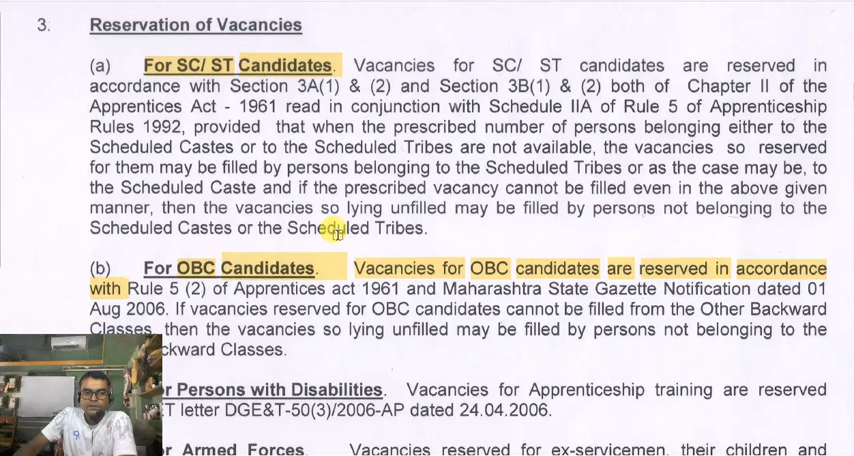 3. Reservation of Vacancies
(a) For SC/ ST Candidates. Vacancies for SC/ ST candidates are reserved in
accordance with Section 3A(1) & (2) and Section 3B(1) & (2) both of Chapter II of the
Apprentices Act - 1961 read in conjunction with Schedule IIA of Rule 5 of Apprenticeship
Rules 1992, provided that when the prescribed number of persons belonging either to the
Scheduled Castes or to the Scheduled Tribes are not available, the vacancies so reserved
for them may be filled by persons belonging to the Scheduled Tribes or as the case may be, to
the Scheduled Caste and if the prescribed vacancy cannot be filled even in the above given
manner, then the vacancies so lying unfilled may be filled by persons not belonging to the
Scheduled Castes or the Scheduled Tribes.
(b) For OBC Candidates. Vacancies for OBC candidates are reserved in accordance
with Rule 5 (2) of Apprentices act 1961 and Maharashtra State Gazette Notification dated 01
Aug 2006. If vacancies reserved for OBC candidates cannot be filled from the Other Backward
Classes, then the vacancies so lying unfilled may be filled by persons not belonging to the
ckward Classes.
r Persons with Disabilities. Vacancies for Apprenticeship training are reserved
T letter DGE&T-50(3)/2006-AP dated 24.04.2006.
r Armed Forces. Vacancies reserved for ex-servicemen, their children and